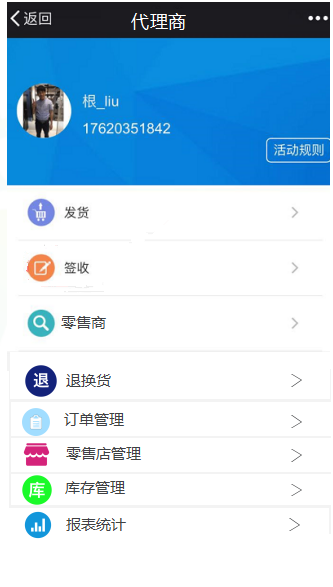 返回
代理商
•••
根_liu
17620351842
活动规则
发货
签收
零售商
退 退换货
订单管理
零售店管理
库 库存管理
报表统计